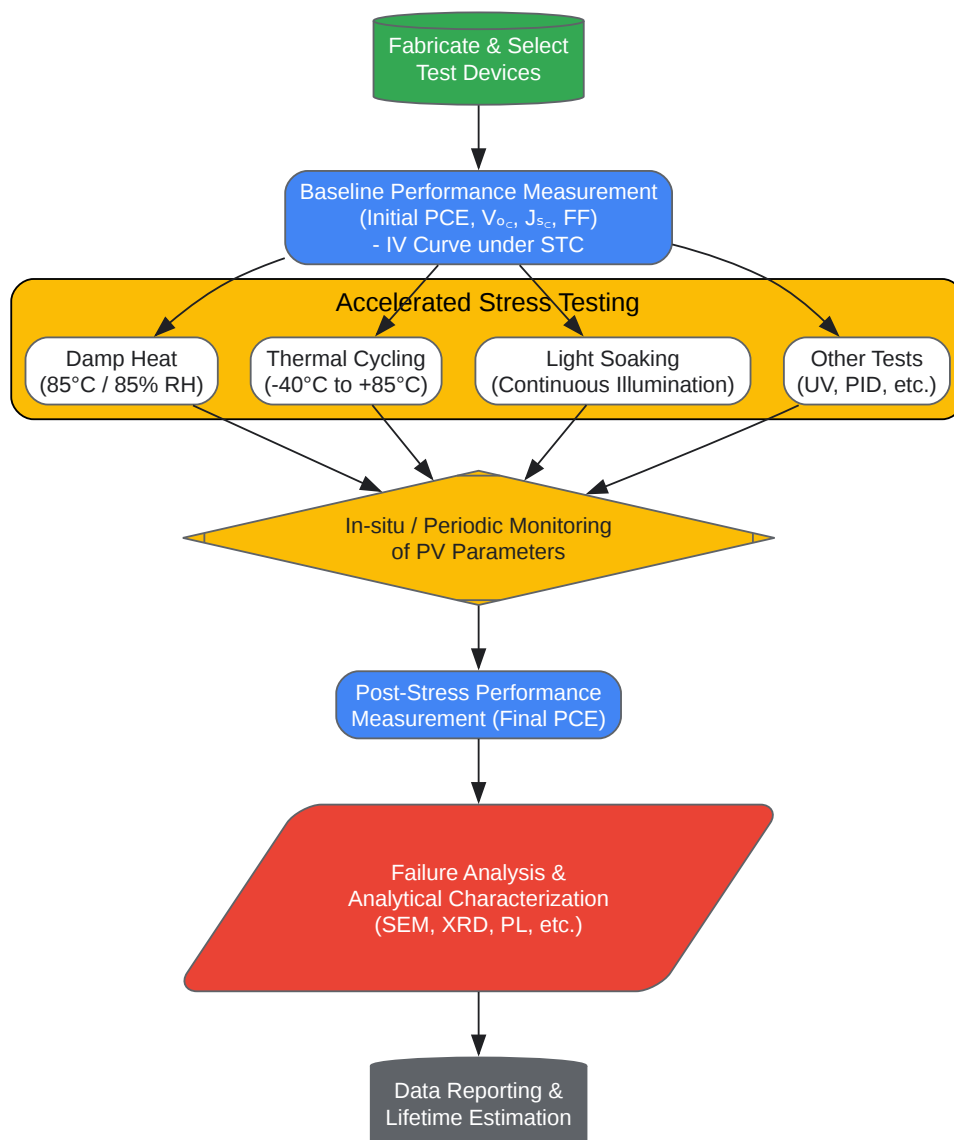 Fabricate & Select
Test Devices
Baseline Performance Measurement
(Initial PCE, Vₒ꜀, Jₛ꜀, FF)
- IV Curve under STC
Accelerated Stress Testing
Damp Heat
(85°C / 85% RH)
Thermal Cycling
(-40°C to +85°C)
Light Soaking
(Continuous Illumination)
Other Tests
(UV, PID, etc.)
In-situ / Periodic Monitoring
of PV Parameters
Post-Stress Performance
Measurement (Final PCE)
Failure Analysis &
Analytical Characterization
(SEM, XRD, PL, etc.)
Data Reporting &
Lifetime Estimation